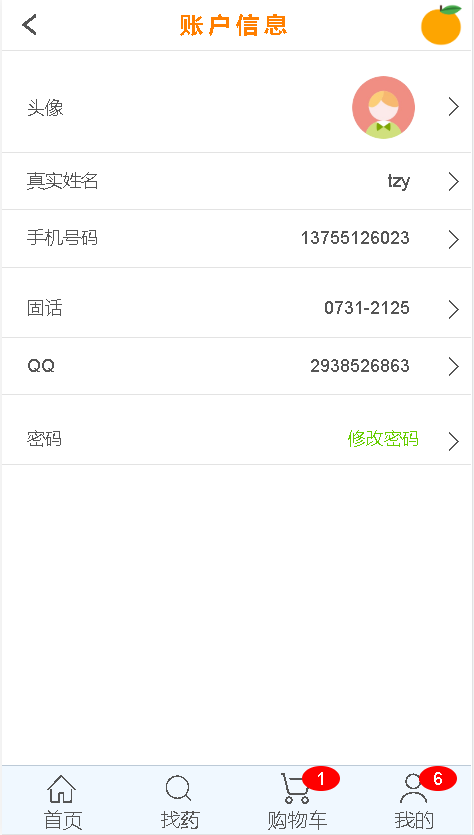 账户信息
头像
真实姓名 tzy
手机号码 13755126023
固话 0731-2125
QQ 2938526863
密码 修改密码
1 6
首页 找药 购物车 我的